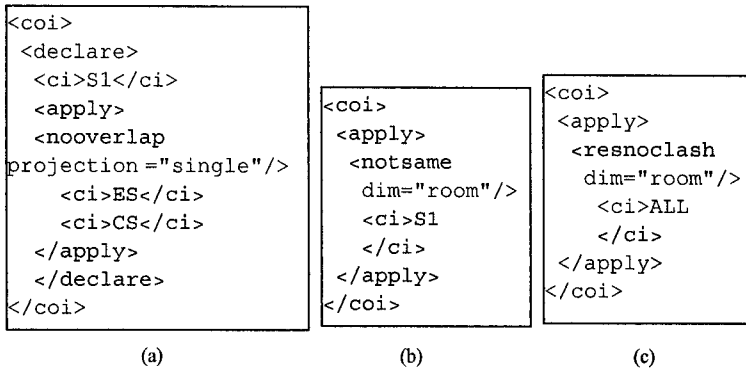 <coi>
<declare>
<ci>S1</ci>
<apply>
<nooverlap
projection ="single"/>
<ci>ES</ci>
<ci>CS</ci>
</apply>
</declare>
</coi>
(a)
<coi>
<apply>
<notsame
dim="room"/>
<ci>S1
</ci>
</apply>
</coi>
(b)
<coi>
<apply>
<resnoclash
dim="room"/>
<ci>ALL
</ci>
</apply>
</coi>
(c)